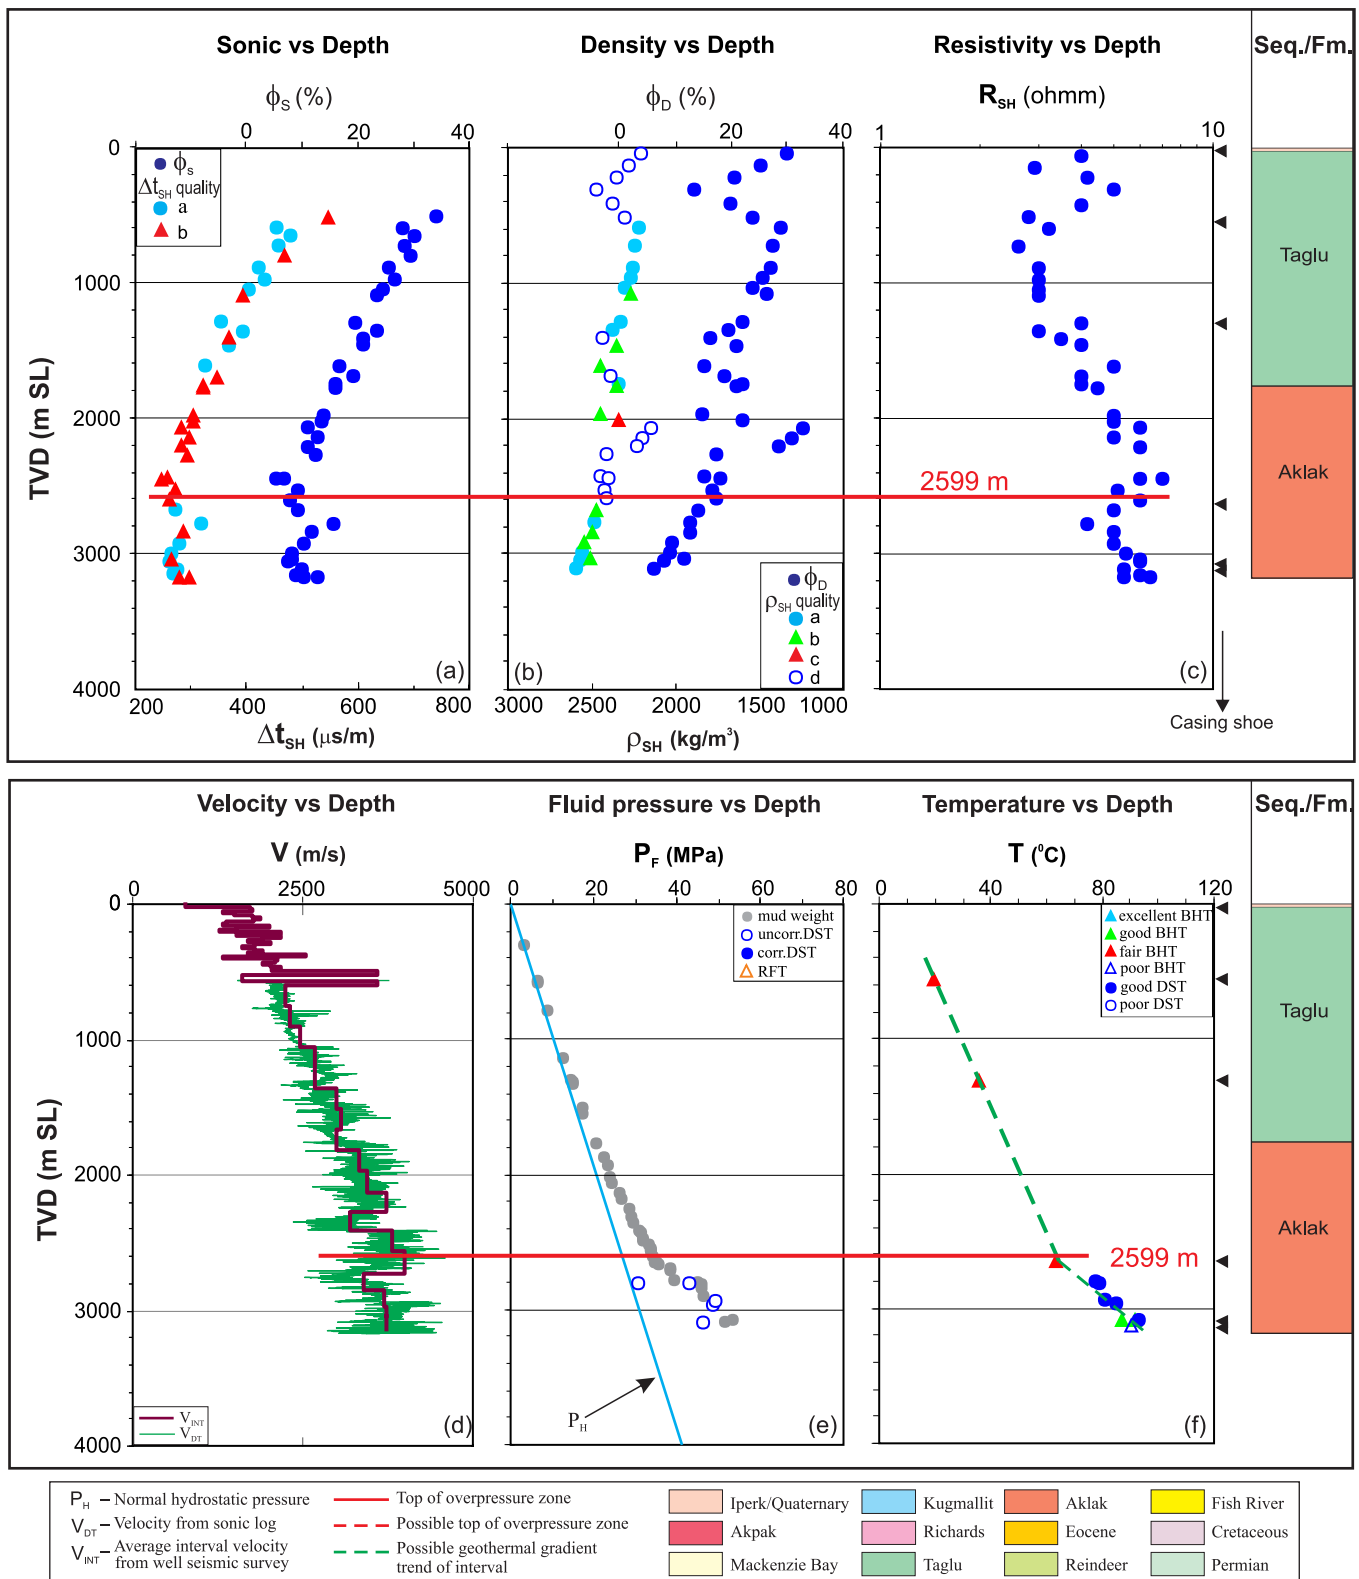 Sonic vs Depth
Density vs Depth
Resistivity vs Depth
Seq./Fm.
ϕS (%)
ϕD (%)
RSH (ohmm)
0 20 40
0 20 40
1 10
TVD (m SL)
0
1000
2000
3000
4000
ϕs
ΔtSH quality
a
b
Taglu
Aklak
2599 m
ϕD
ρSH quality
a
b
c
d
(a)
(b)
(c)
200 400 600 800
3000 2500 2000 1500 1000
ΔtSH (μs/m)
ρSH (kg/m³)
Casing shoe
Velocity vs Depth
Fluid pressure vs Depth
Temperature vs Depth
Seq./Fm.
V (m/s)
PF (MPa)
T (⁰C)
0 2500 5000
0 20 40 60 80
0 40 80 120
TVD (m SL)
0
1000
2000
3000
4000
mud weight
uncorr.DST
corr.DST
RFT
excellent BHT
good BHT
fair BHT
poor BHT
good DST
poor DST
Taglu
Aklak
2599 m
PH
VINT
VDT
(d)
(e)
(f)
PH – Normal hydrostatic pressure
VDT – Velocity from sonic log
VINT – Average interval velocity
from well seismic survey
Top of overpressure zone
Possible top of overpressure zone
Possible geothermal gradient
trend of interval
Iperk/Quaternary
Kugmallit
Aklak
Fish River
Akpak
Richards
Eocene
Cretaceous
Mackenzie Bay
Taglu
Reindeer
Permian